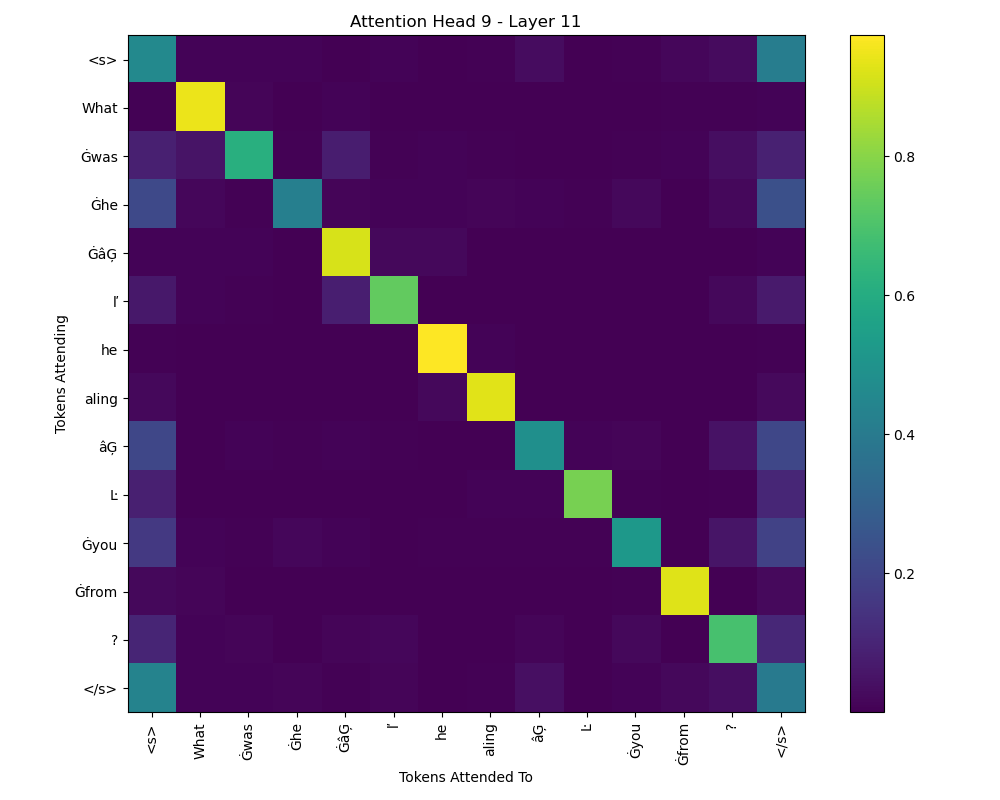 Attention Head 9 - Layer 11
<s>
What
Ġwas
Ġhe
ĠâĢ
ľ
he
aling
âĢ
Ŀ
Ġyou
Ġfrom
?
</s>
Tokens Attending
<s>
What
Ġwas
Ġhe
ĠâĢ
ľ
he
aling
âĢ
Ŀ
Ġyou
Ġfrom
?
</s>
Tokens Attended To
0.8
0.6
0.4
0.2